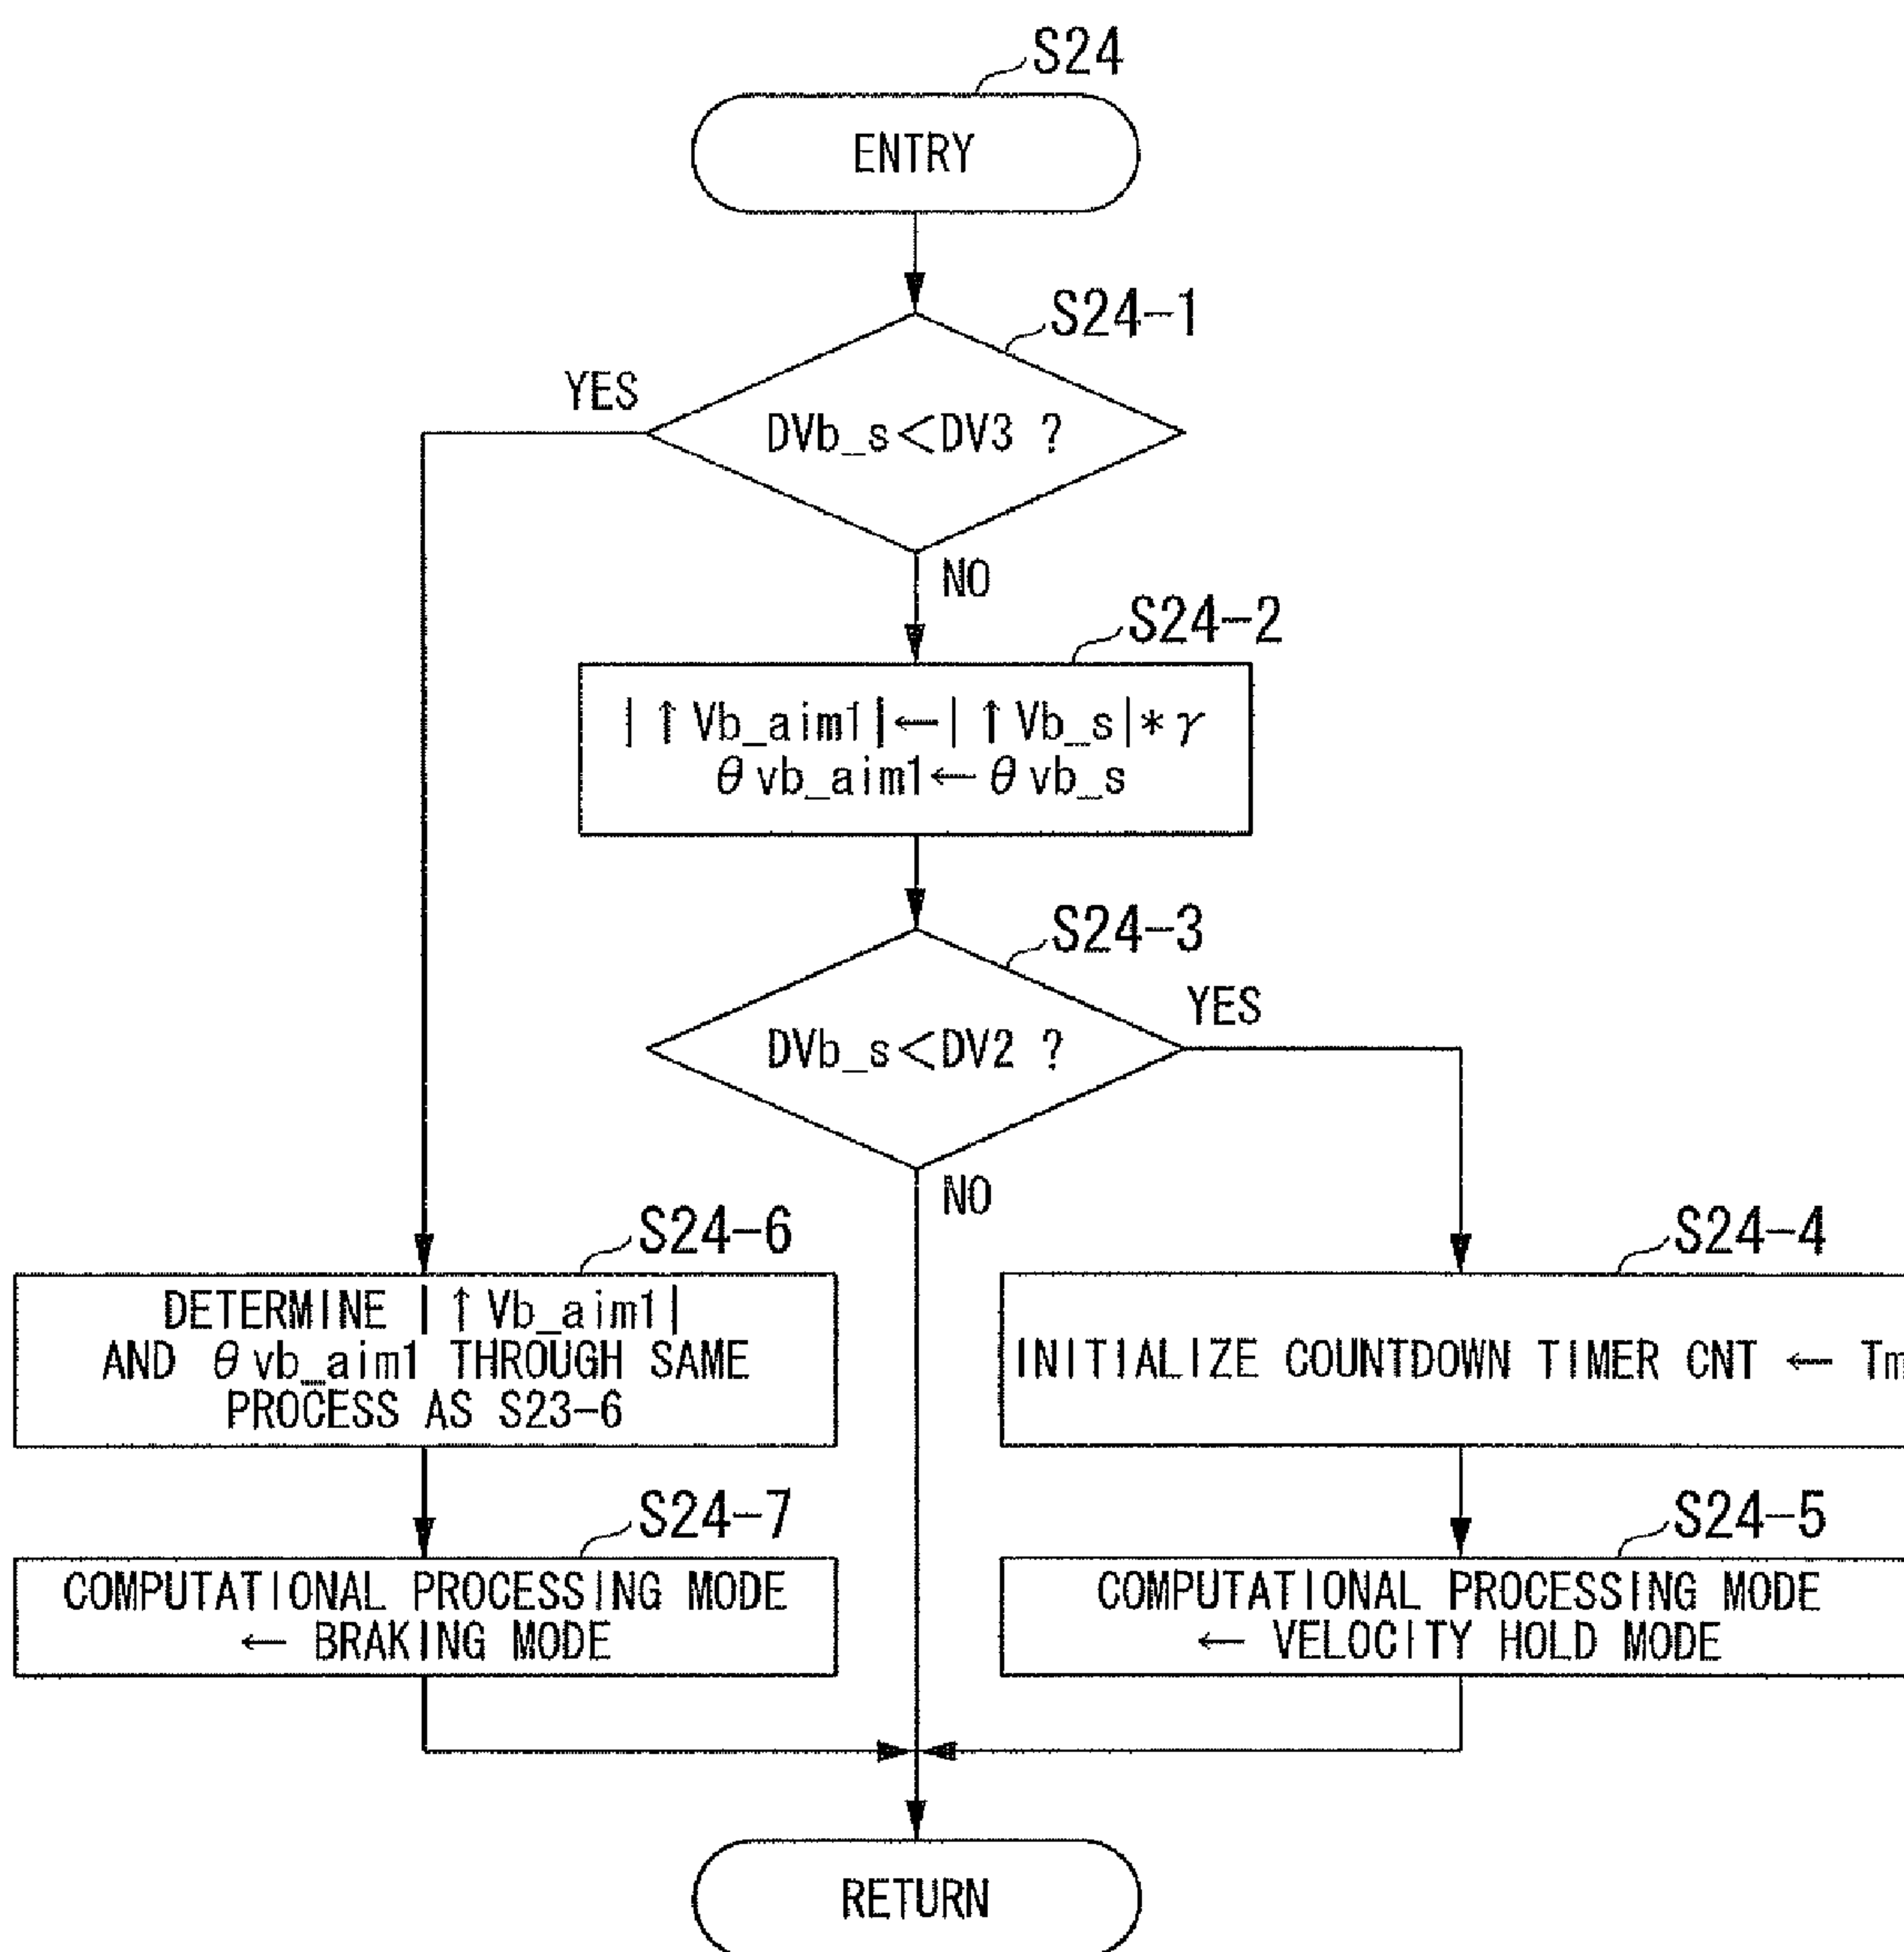 S24
ENTRY
S24-1
YES
DVb_s<DV3 ?
NO
S24-2
|↑Vb_aim1|←|↑Vb_s|*γ
θvb_aim1←θvb_s
S24-3
YES
DVb_s<DV2 ?
NO
S24-6
DETERMINE |↑Vb_aim1|
AND θvb_aim1 THROUGH SAME
PROCESS AS S23-6
S24-4
INITIALIZE COUNTDOWN TIMER CNT ←
S24-7
COMPUTATIONAL PROCESSING MODE
← BRAKING MODE
S24-5
COMPUTATIONAL PROCESSING MODE
← VELOCITY HOLD MODE
RETURN